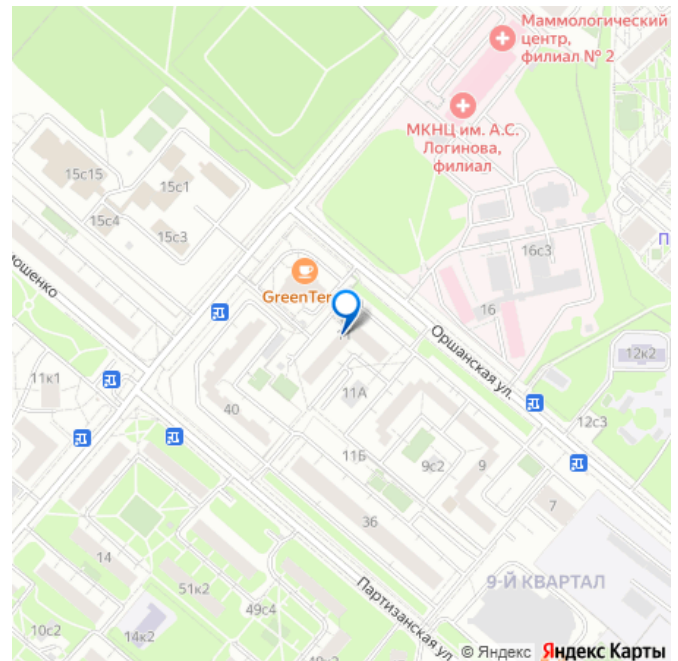 Маммологический
центр,
филиал № 2
МКНЦ им. А.С.
Логинова,
филиал
15с15
15с1
15с4
15с3
16с3
П
мошенко
GreenTer
16
Оршанская ул.
12к2
11к1
11А
40
12с3
11Б
9с2
9
7
36
14
9-Й КВАРТАЛ
51к2
49с4
Партизанская ул.
10с2
14к2
49с2
© Яндекс Яндекс Карты